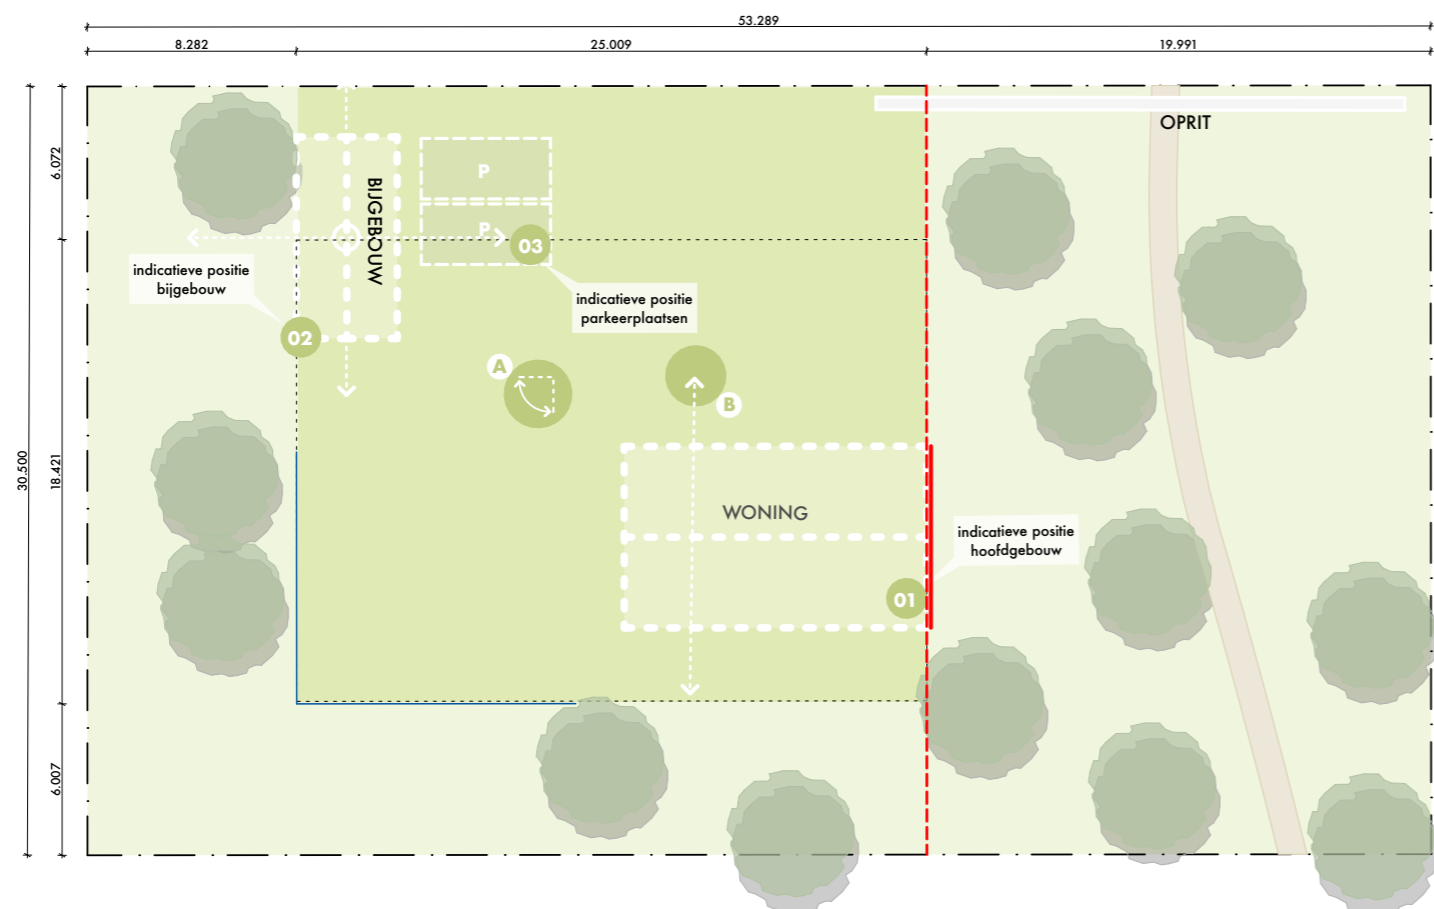 53.289
8.282
25.009
19.991
OPRIT
6.072
P
BIJGEBOUW
P
03
indicatieve positie
bijgebouw
indicatieve positie
parkeerplaatsen
02
A
B
30.500
18.421
WONING
indicatieve positie
hoofdgebouw
01
6.007